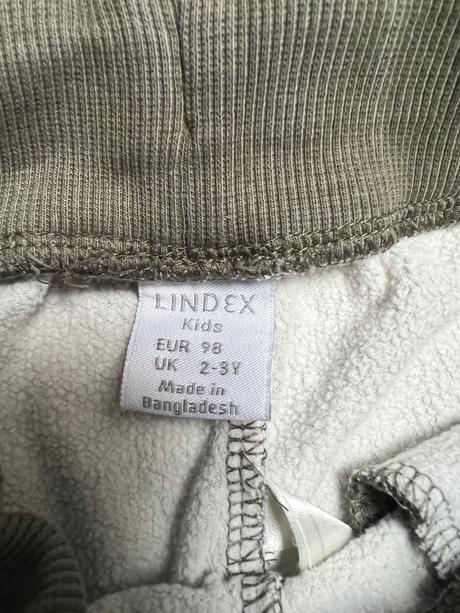 LINDEX
Kids
EUR 98
UK 2-3Y
Made in
Bangladesh